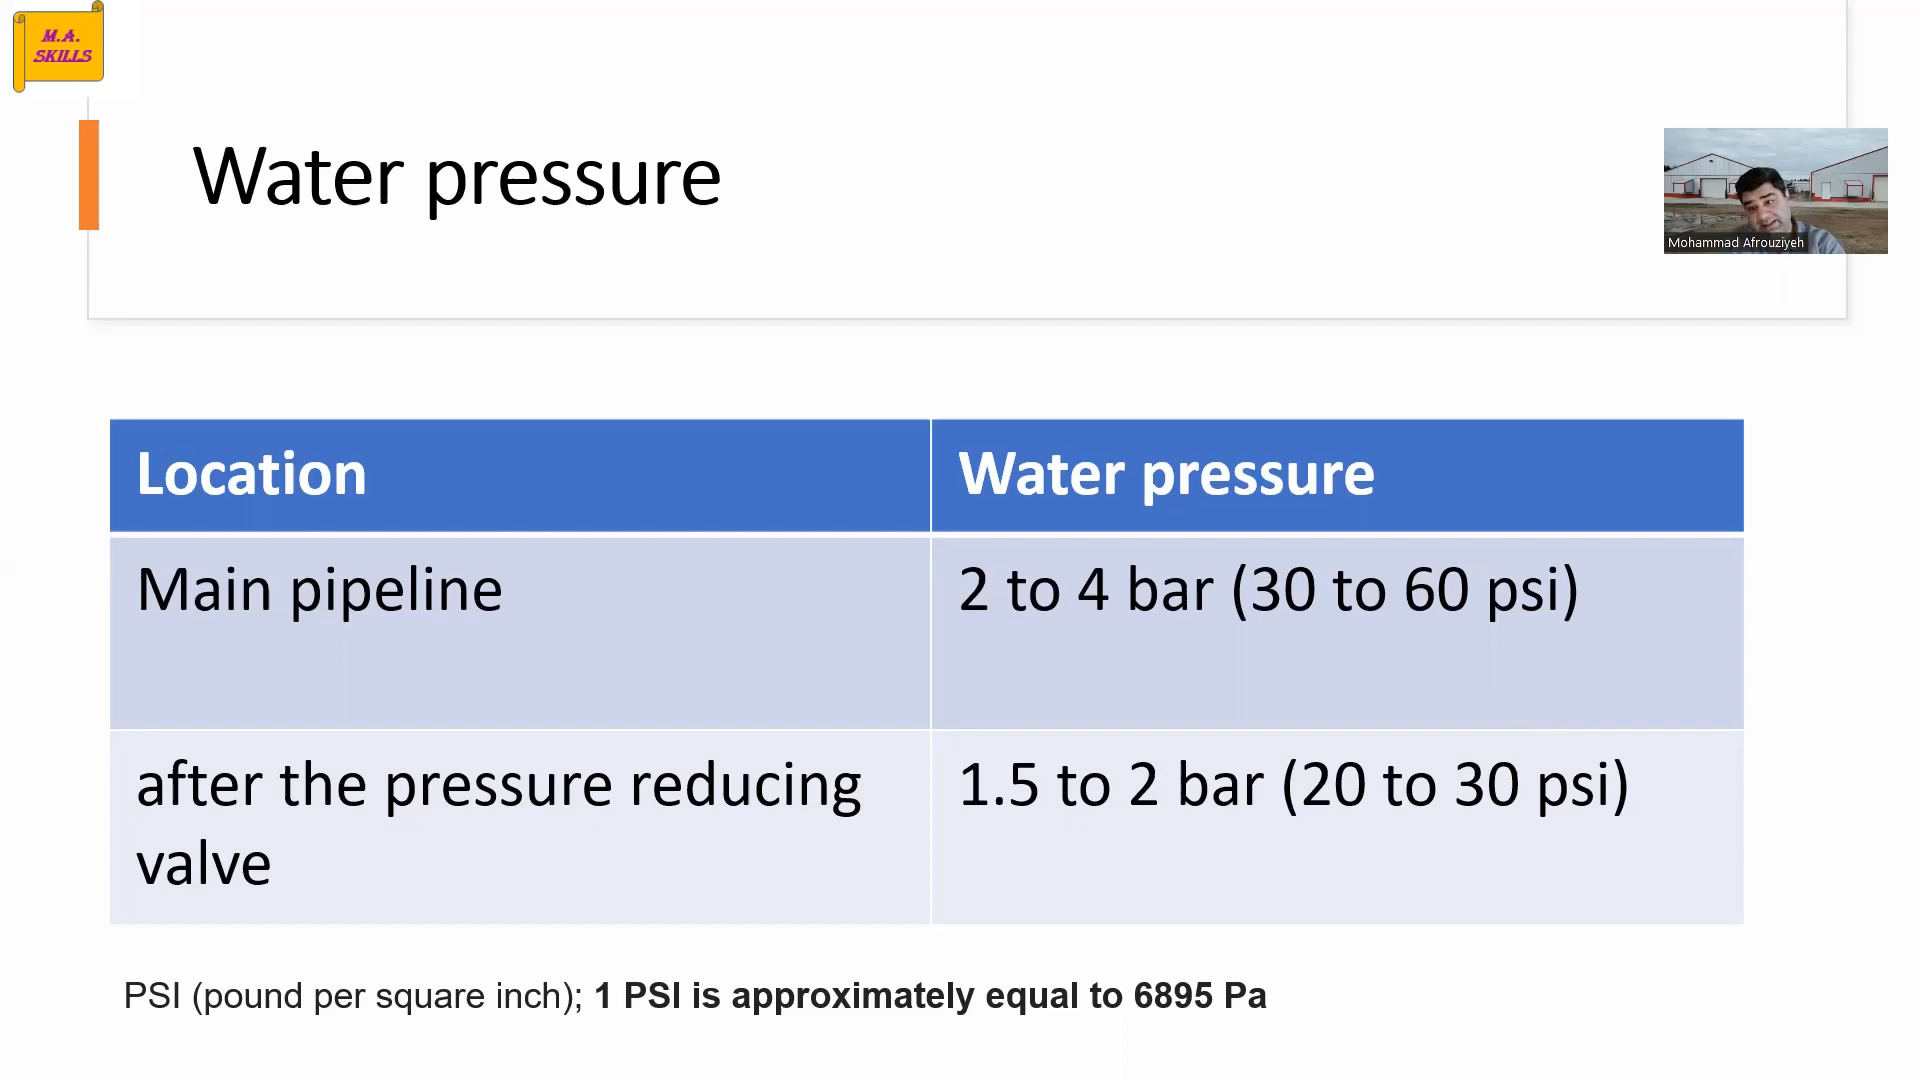 M.A.
SKILLS
Water pressure
Mohammad Afrouziyeh
Location
Water pressure
Main pipeline
2 to 4 bar (30 to 60 psi)
after the pressure reducing
valve
1.5 to 2 bar (20 to 30 psi)
PSI (pound per square inch); 1 PSI is approximately equal to 6895 Pa